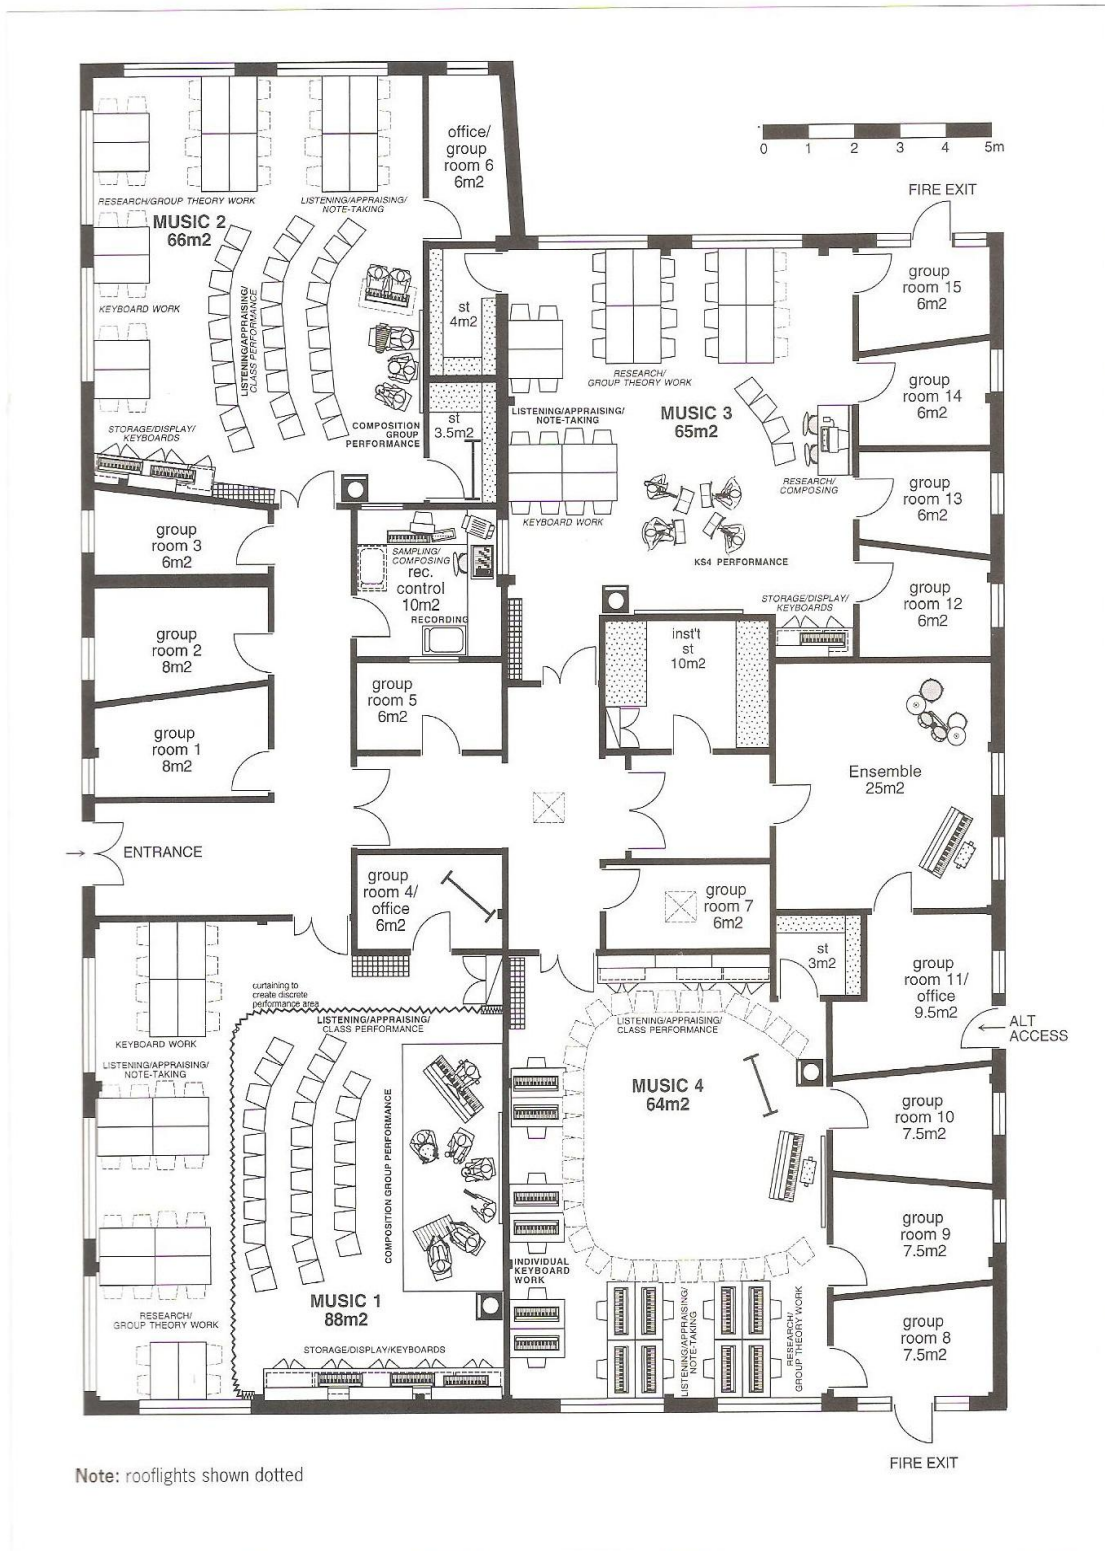 office/
group
room 6
6m2
0 1 2 3 4 5m
FIRE EXIT
RESEARCH/GROUP THEORY WORK
LISTENING/APPRAISING/
NOTE-TAKING
MUSIC 2
66m2
KEYBOARD WORK
LISTENING/APPRAISING/
CLASS PERFORMANCE
STORAGE/DISPLAY/
KEYBOARDS
COMPOSITION
GROUP
PERFORMANCE
st
4m2
st
3.5m2
group
room 15
6m2
group
room 14
6m2
group
room 13
6m2
group
room 12
6m2
RESEARCH/
GROUP THEORY WORK
LISTENING/APPRAISING/
NOTE-TAKING
MUSIC 3
65m2
RESEARCH/
COMPOSING
KEYBOARD WORK
KS4 PERFORMANCE
STORAGE/DISPLAY/
KEYBOARDS
group
room 3
6m2
SAMPLING/
COMPOSING
rec.
control
10m2
RECORDING
group
room 2
8m2
inst't
st
10m2
group
room 5
6m2
group
room 1
8m2
Ensemble
25m2
→ ENTRANCE
group
room 4/
office
6m2
group
room 7
6m2
st
3m2
group
room 11/
office
9.5m2
← ALT
ACCESS
curtaining to
create discrete
performance area
LISTENING/APPRAISING/
CLASS PERFORMANCE
KEYBOARD WORK
LISTENING/APPRAISING/
NOTE-TAKING
COMPOSITION GROUP PERFORMANCE
RESEARCH/
GROUP THEORY WORK
MUSIC 1
88m2
STORAGE/DISPLAY/KEYBOARDS
LISTENING/APPRAISING/
CLASS PERFORMANCE
MUSIC 4
64m2
INDIVIDUAL
KEYBOARD
WORK
LISTENING/APPRAISING/
NOTE-TAKING
RESEARCH/
GROUP THEORY WORK
group
room 10
7.5m2
group
room 9
7.5m2
group
room 8
7.5m2
FIRE EXIT
Note: rooflights shown dotted